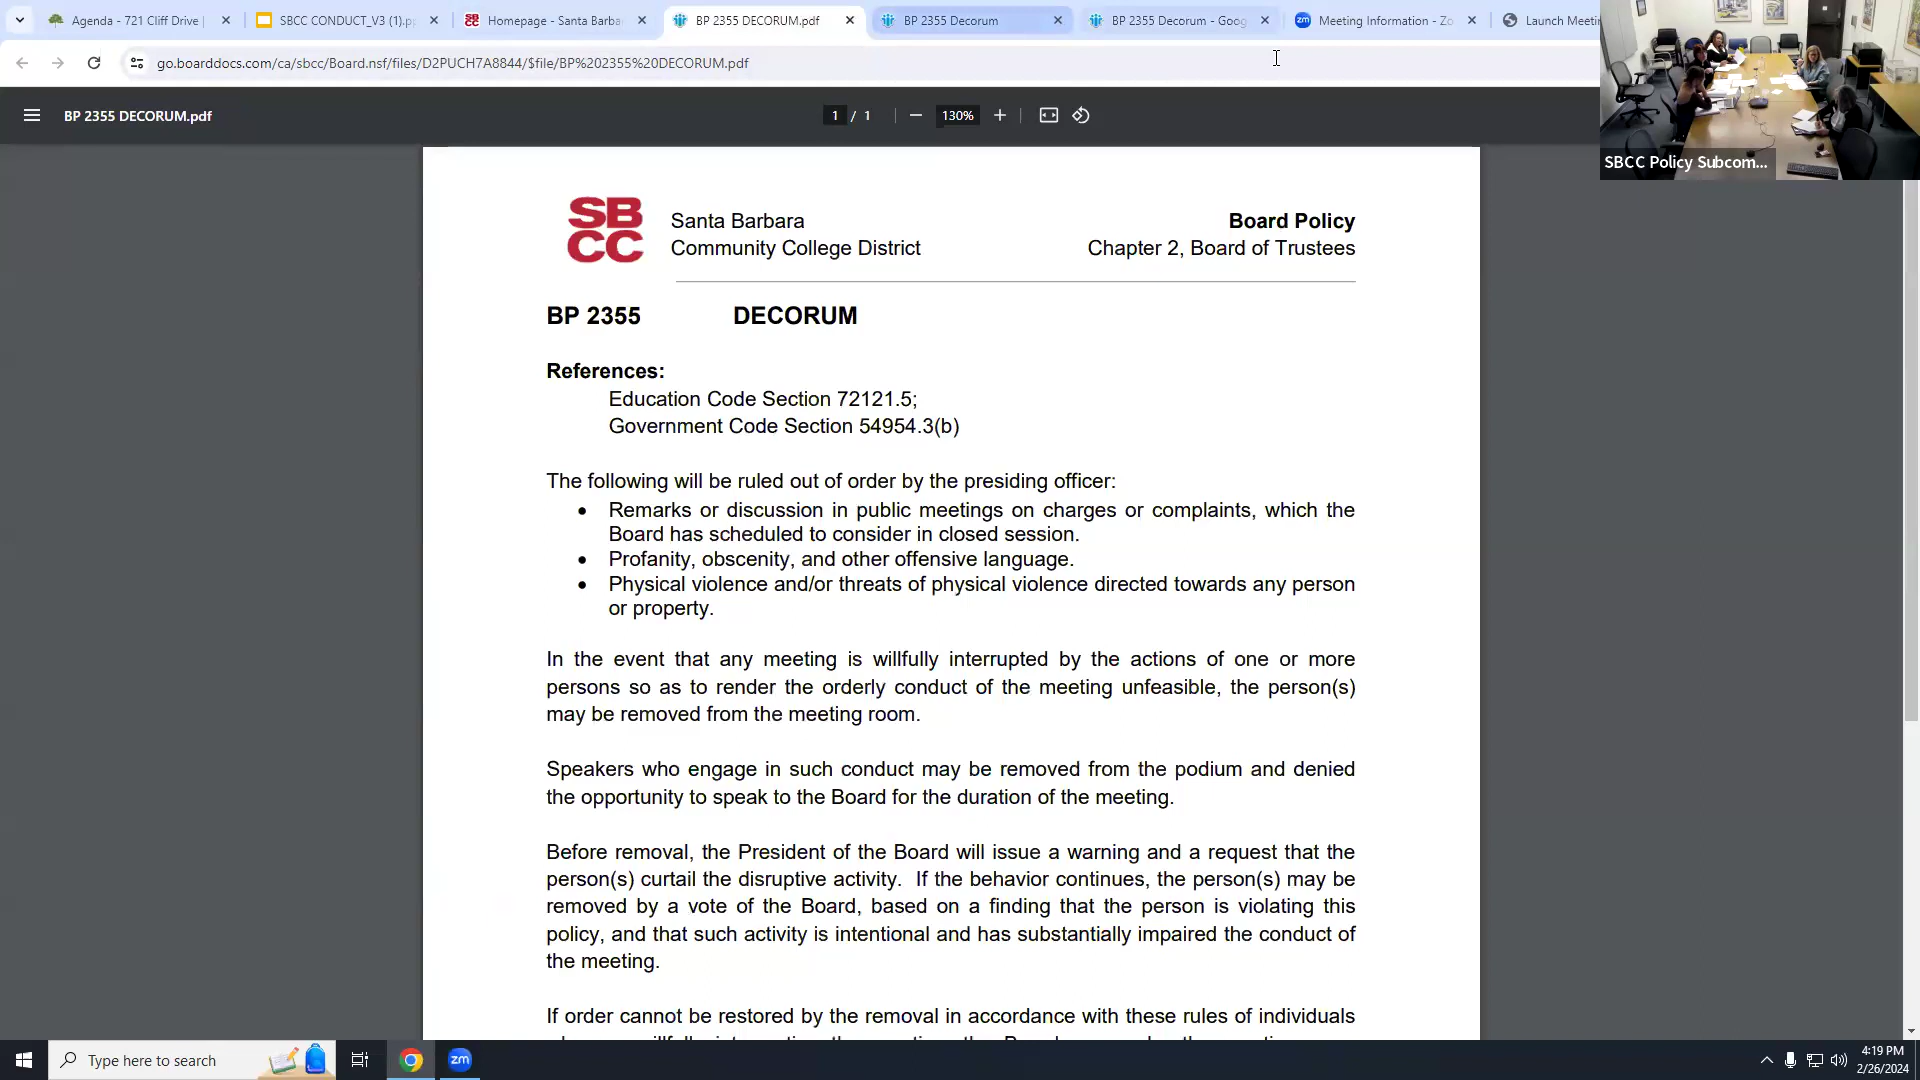 Agenda - 721 Cliff Drive |
SBCC CONDUCT_V3 (1).p
Homepage - Santa Barba
BP 2355 DECORUM.pdf
BP 2355 Decorum
BP 2355 Decorum - Goog
Meeting Information - Zo
Launch Meeti
go.boarddocs.com/ca/sbcc/Board.nsf/files/D2PUCH7A8844/$file/BP%202355%20DECORUM.pdf
BP 2355 DECORUM.pdf
1 / 1
130%
SBCC Policy Subcom...
SB
CC
Santa Barbara
Community College District
Board Policy
Chapter 2, Board of Trustees
BP 2355 DECORUM
References:
Education Code Section 72121.5;
Government Code Section 54954.3(b)
The following will be ruled out of order by the presiding officer:
• Remarks or discussion in public meetings on charges or complaints, which the
Board has scheduled to consider in closed session.
• Profanity, obscenity, and other offensive language.
• Physical violence and/or threats of physical violence directed towards any person
or property.
In the event that any meeting is willfully interrupted by the actions of one or more
persons so as to render the orderly conduct of the meeting unfeasible, the person(s)
may be removed from the meeting room.
Speakers who engage in such conduct may be removed from the podium and denied
the opportunity to speak to the Board for the duration of the meeting.
Before removal, the President of the Board will issue a warning and a request that the
person(s) curtail the disruptive activity. If the behavior continues, the person(s) may be
removed by a vote of the Board, based on a finding that the person is violating this
policy, and that such activity is intentional and has substantially impaired the conduct of
the meeting.
If order cannot be restored by the removal in accordance with these rules of individuals
Type here to search
zm
4:19 PM
2/26/2024